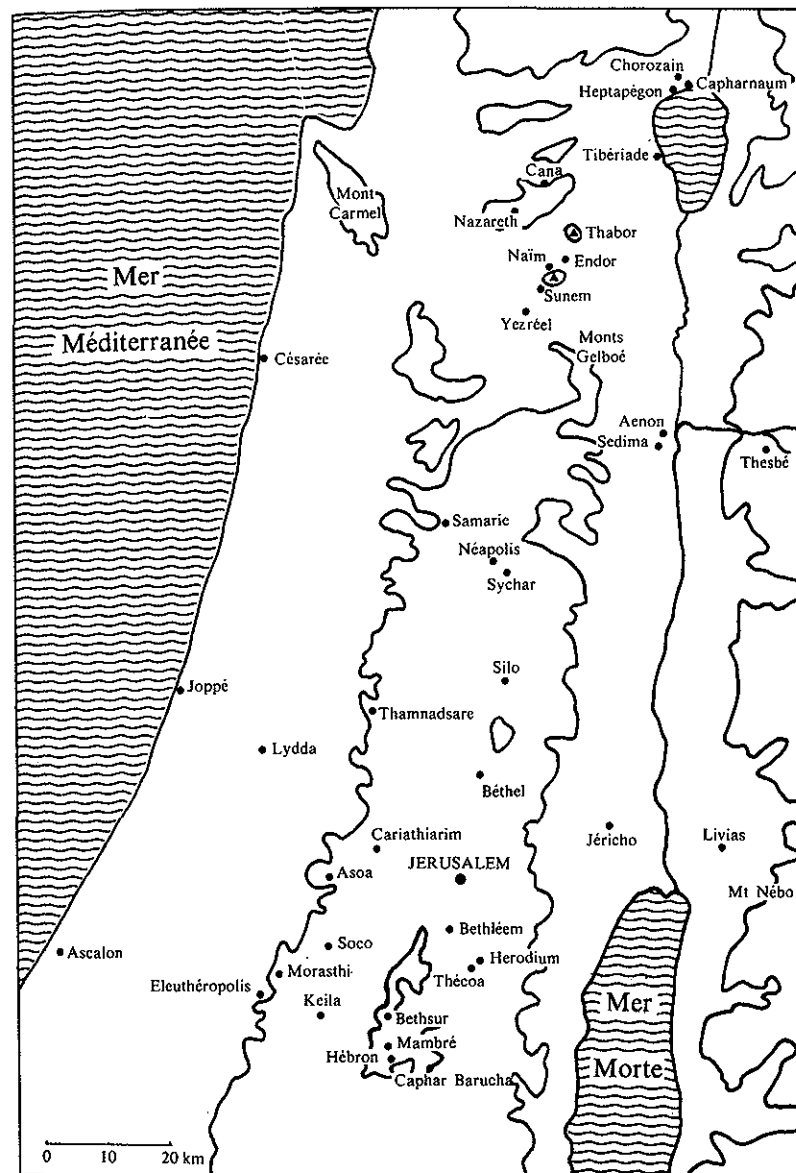 Chorozain
Heptapégon
Capharnaum
Tibériade
Cana
Mont
Carmel
Nazareth
Thabor
Naïm
Endor
Sunem
Yezréel
Mer
Méditerranée
Césarée
Monts
Gelboé
Aenon
Sedima
Thesbé
Samarie
Néapolis
Sychar
Silo
Joppé
Thamnadsare
Lydda
Béthel
Cariathiarim
Jéricho
Livias
JERUSALEM
Asoa
Mt Nébo
Bethléem
Soco
Ascalon
Herodium
Thécoa
Morasthi
Eleuthéropolis
Keila
Bethsur
Mer
Morte
Mambré
Hébron
Caphar Barucha
0 10 20 km